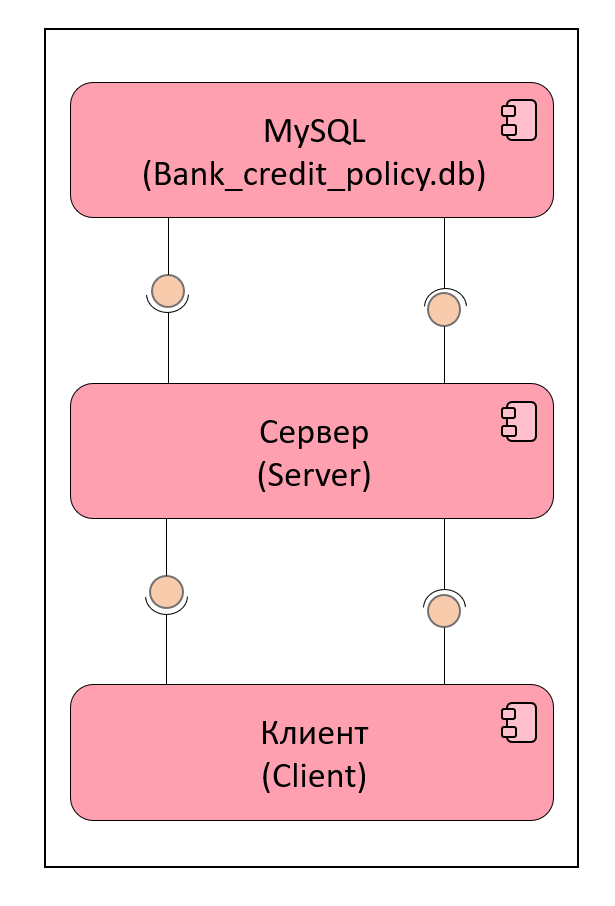 MySQL
(Bank_credit_policy.db)
Сервер
(Server)
Клиент
(Client)